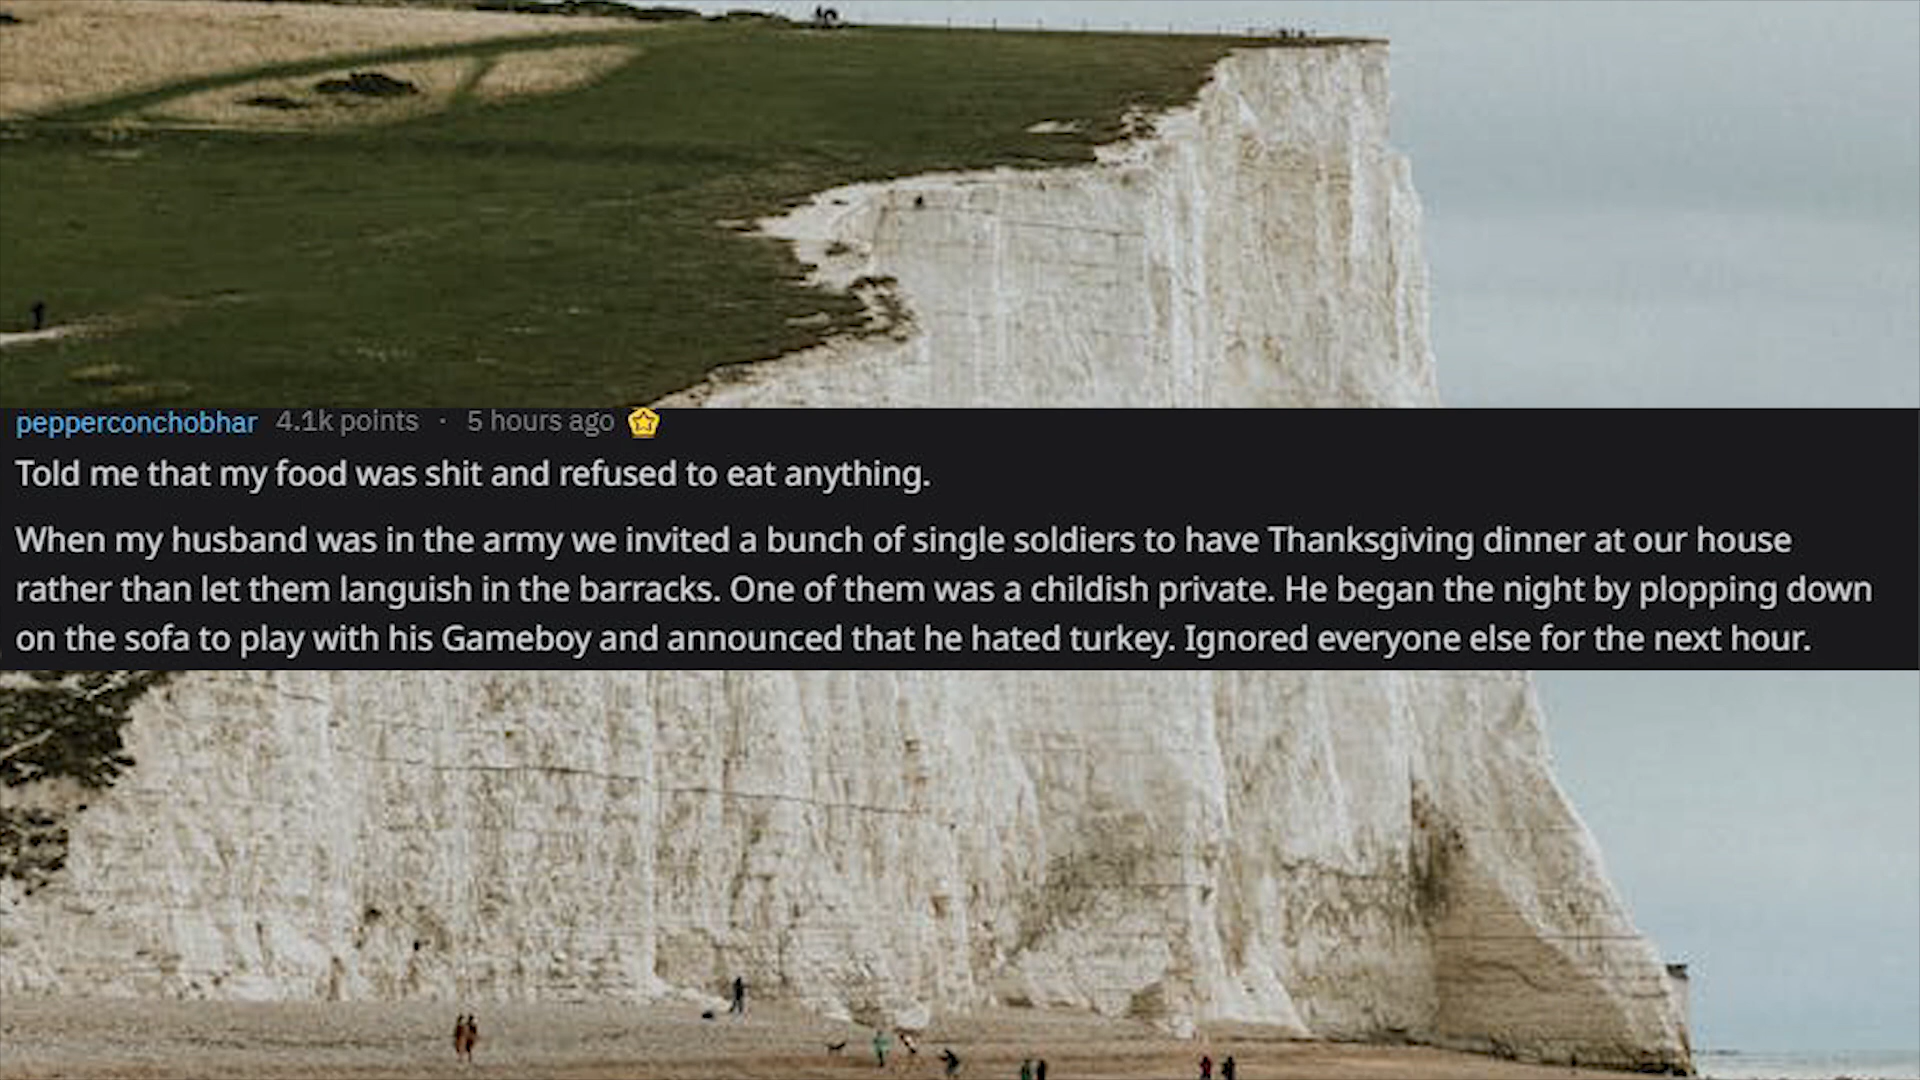 pepperconchobhar 4.1k points · 5 hours ago
Told me that my food was shit and refused to eat anything.
When my husband was in the army we invited a bunch of single soldiers to have Thanksgiving dinner at our house
rather than let them languish in the barracks. One of them was a childish private. He began the night by plopping down
on the sofa to play with his Gameboy and announced that he hated turkey. Ignored everyone else for the next hour.